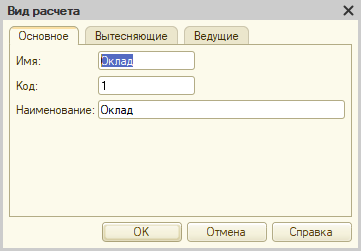 Вид расчета
Основное Вытесняющие Ведущие
Имя: Оклад
Код: 1
Наименование: Оклад
OK Отмена Справка